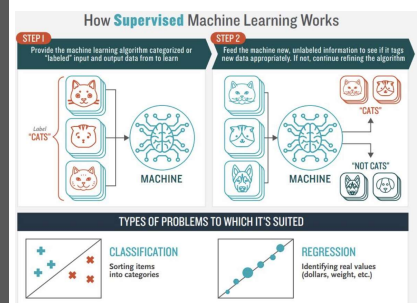 How Supervised Machine Learning Works
STEP 1
Provide the machine learning algorithm categorized or
"labeled" input and output data from to learn
STEP 2
Feed the machine new, unlabeled information to see if it tags
new data appropriately. If not, continue refining the algorithm
Label
"CATS"
MACHINE
MACHINE
"CATS"
"NOT CATS"
TYPES OF PROBLEMS TO WHICH IT'S SUITED
CLASSIFICATION
Sorting items
into categories
REGRESSION
Identifying real values
(dollars, weight, etc.)